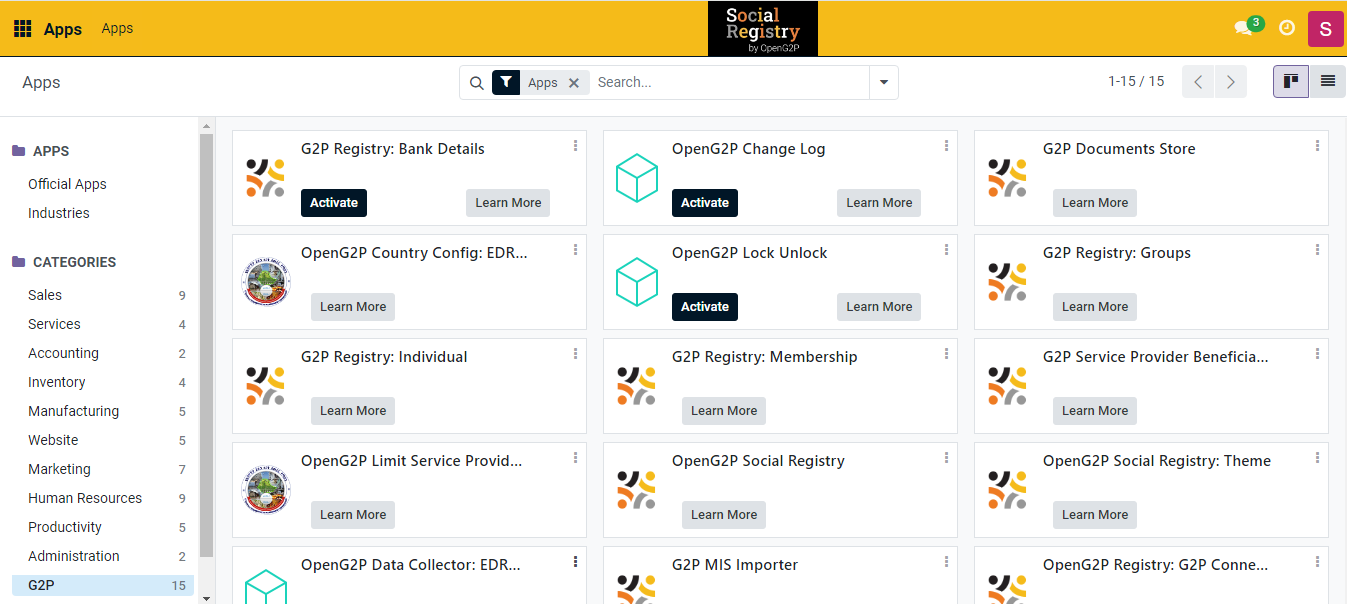 Apps
Apps
Social
Registry
by OpenG2P
3
S
Apps
Apps
Search...
1-15 / 15
APPS
Official Apps
Industries
CATEGORIES
Sales 9
Services 4
Accounting 2
Inventory 4
Manufacturing 5
Website 5
Marketing 7
Human Resources 9
Productivity 5
Administration 2
G2P 15
G2P Registry: Bank Details
Activate
Learn More
OpenG2P Change Log
Activate
Learn More
G2P Documents Store
Learn More
OpenG2P Country Config: EDR...
Learn More
OpenG2P Lock Unlock
Activate
Learn More
G2P Registry: Groups
Learn More
G2P Registry: Individual
Learn More
G2P Registry: Membership
Learn More
G2P Service Provider Beneficia...
Learn More
OpenG2P Limit Service Provid...
Learn More
OpenG2P Social Registry
Learn More
OpenG2P Social Registry: Theme
Learn More
OpenG2P Data Collector: EDR...
G2P MIS Importer
OpenG2P Registry: G2P Conne...